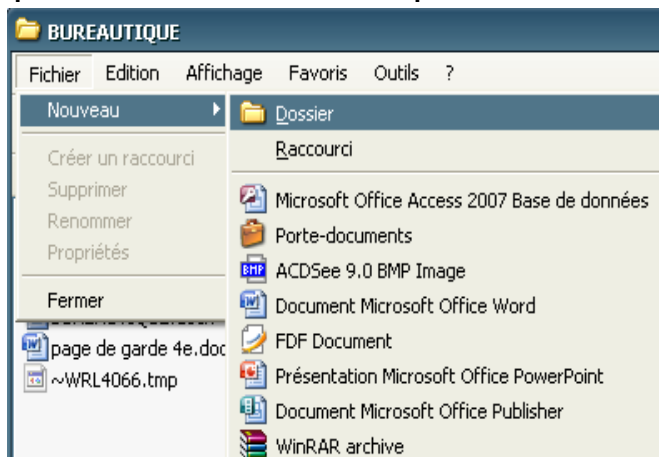 BUREAUTIQUE
Fichier Edition Affichage Favoris Outils ?
Nouveau
Créer un raccourci
Supprimer
Renommer
Propriétés
Fermer
Dossier
Raccourci
Microsoft Office Access 2007 Base de données
Porte-documents
BMP ACDSee 9.0 BMP Image
Document Microsoft Office Word
FDF Document
Présentation Microsoft Office PowerPoint
Document Microsoft Office Publisher
WinRAR archive
page de garde 4e.doc
~WRL4066.tmp